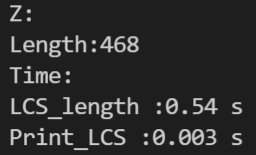 Z:
Length:468
Time:
LCS_length :0.54 s
Print_LCS :0.003 s